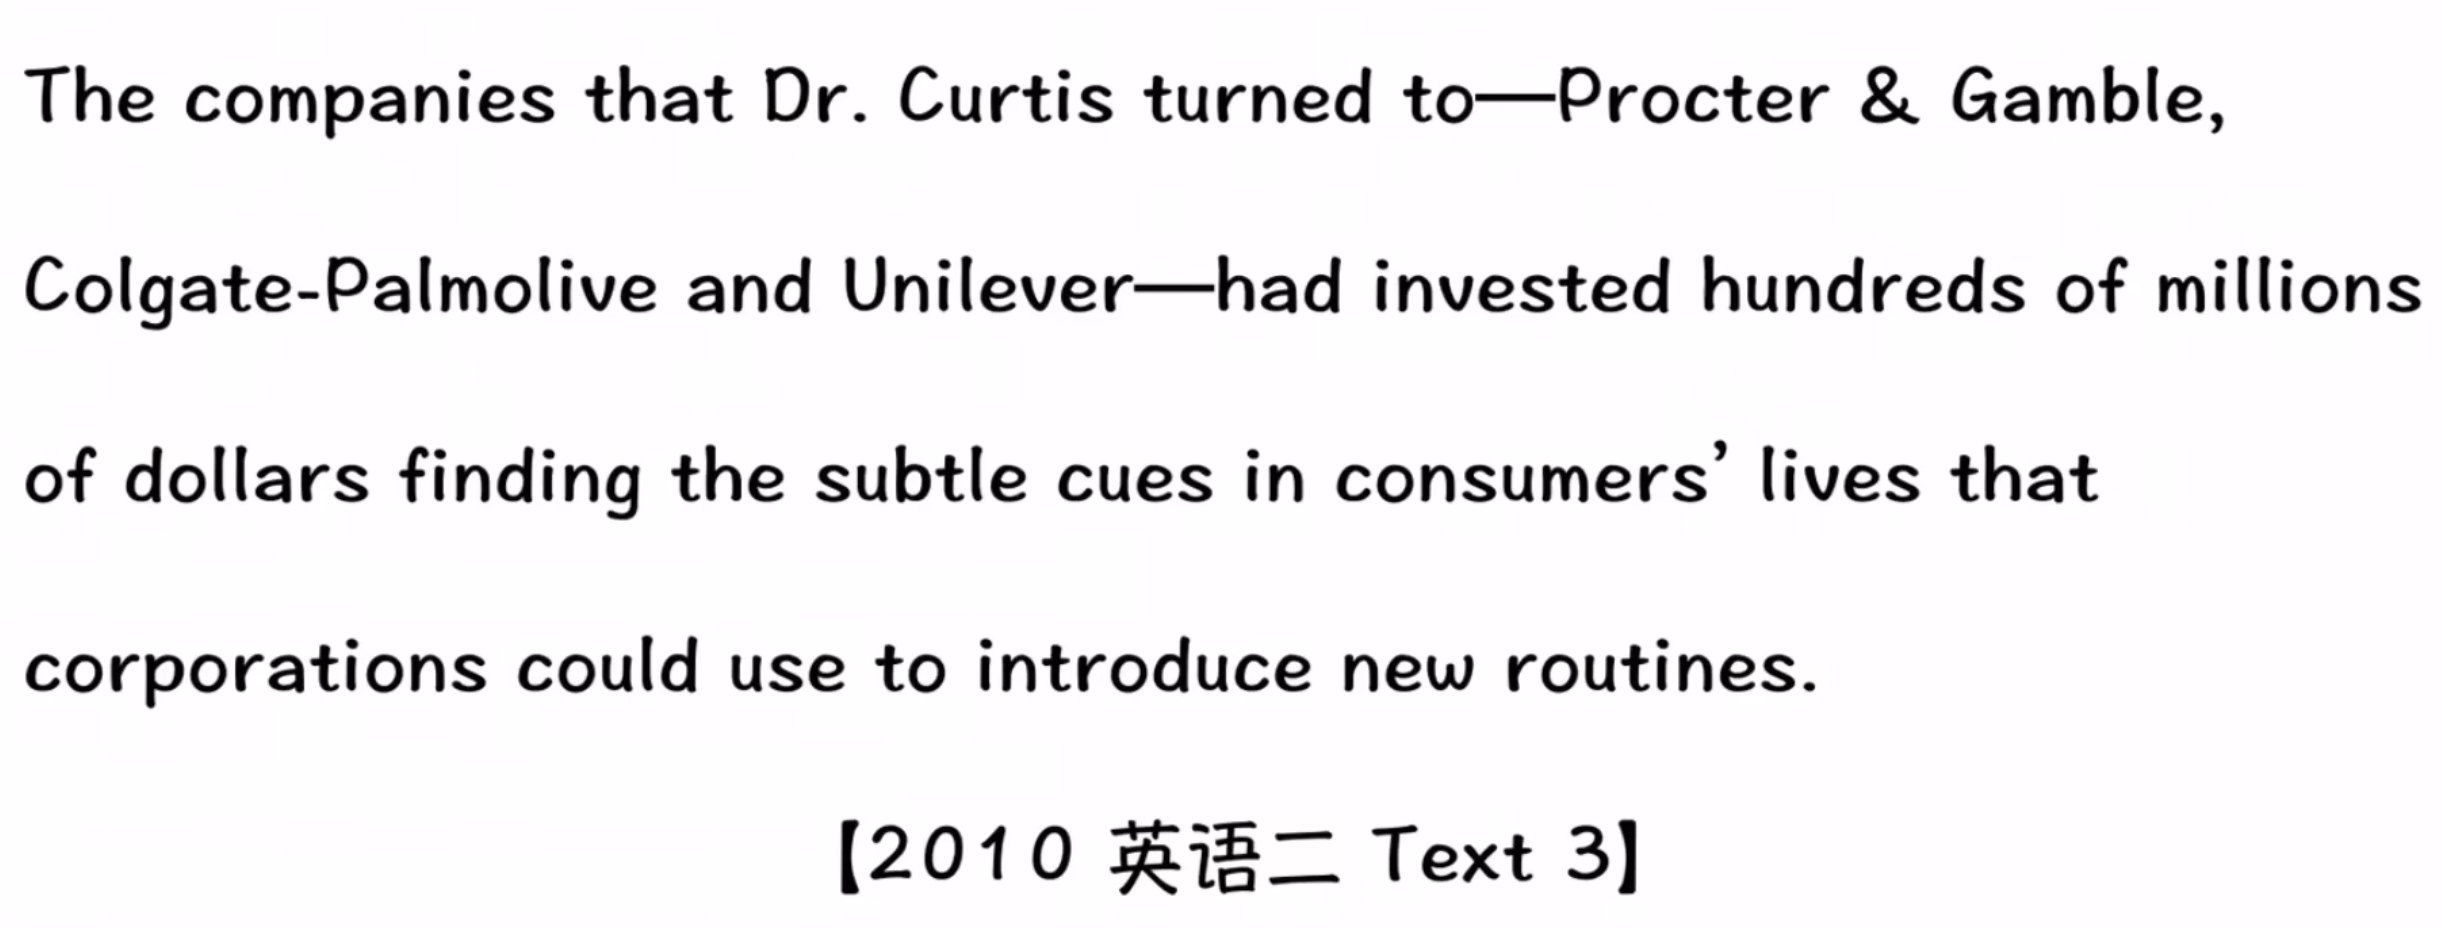 The companies that Dr. Curtis turned to—Procter & Gamble,
Colgate-Palmolive and Unilever—had invested hundreds of millions
of dollars finding the subtle cues in consumers’ lives that
corporations could use to introduce new routines.
【2010 英语二 Text 3】